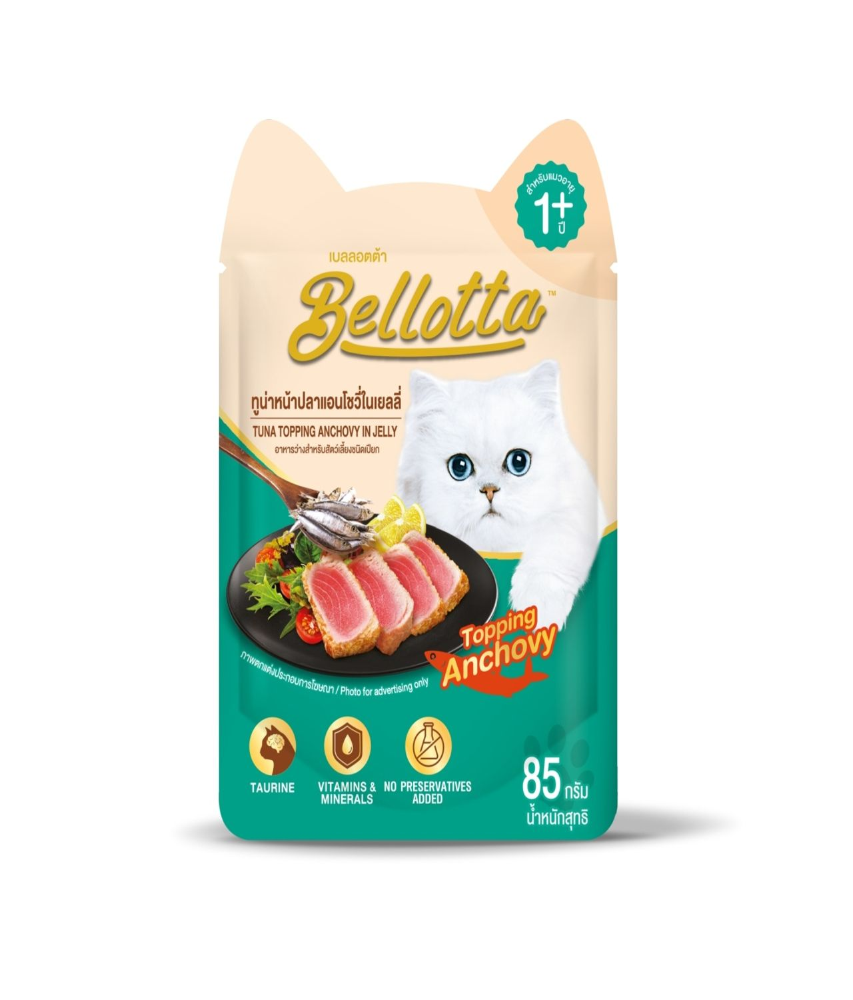 สำหรับแมวอายุ
1+
ปี
เบลลอตต้า
Bellotta™
ทูน่าหน้าปลาแอนโชวี่ในเยลลี่
TUNA TOPPING ANCHOVY IN JELLY
อาหารว่างสำหรับสัตว์เลี้ยงชนิดเปียก
Topping
Anchovy
ภาพตกแต่งประกอบการโฆษณา / Photo for advertising only
TAURINE
VITAMINS &
MINERALS
NO PRESERVATIVES
ADDED
85 กรัม
น้ำหนักสุทธิ